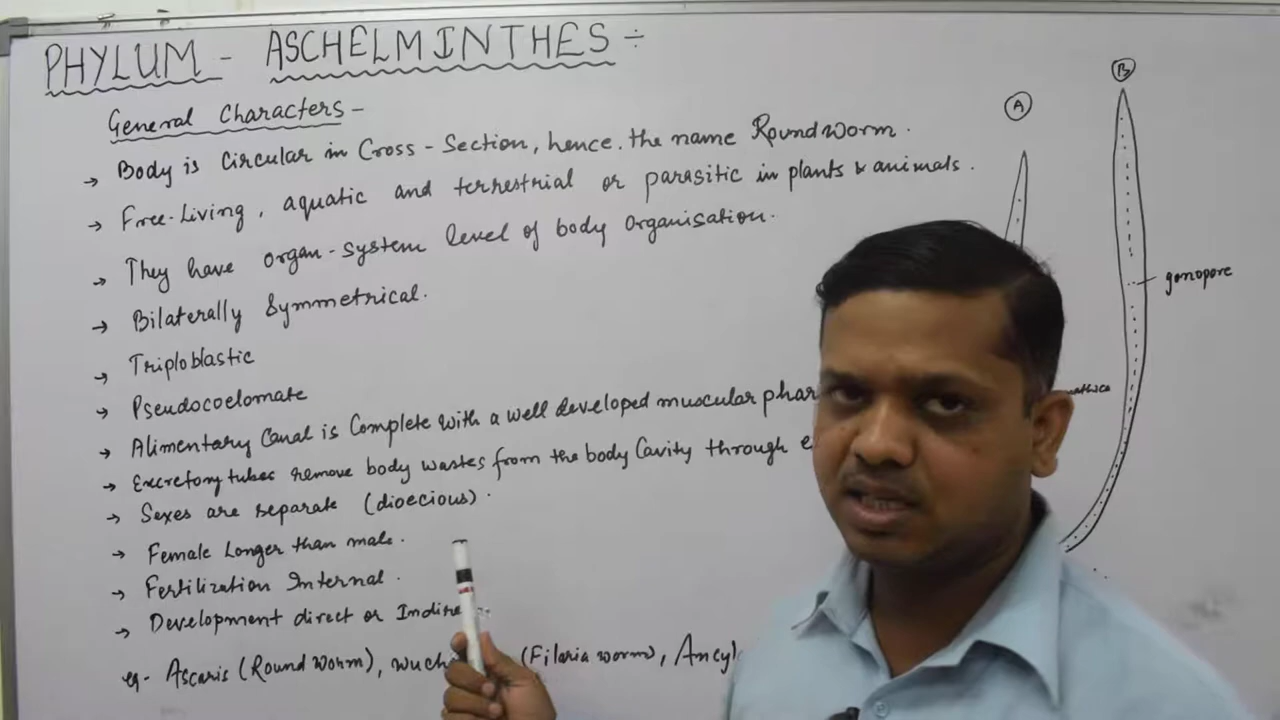 PHYLUM - ASCHELMINTHES ÷
General Characters -
→ Body is Circular in Cross-Section, hence. the name Roundworm.
→ Free-Living, aquatic and terrestrial or parasitic in plants & animals.
→ They have organ-system level of body organisation.
→ Bilaterally Symmetrical.
→ Triploblastic
→ Pseudocoelomate
→ Alimentary Canal is Complete with a well developed muscular phar
→ Excretory tubes remove body wastes from the body Cavity through e
→ Sexes are separate (dioecious).
→ Female Longer than male.
→ Fertilization Internal.
→ Development direct or Indire
eg- Ascaris (Round worm), wuch (Filaria worm, Ancyl
A
B
gonopore